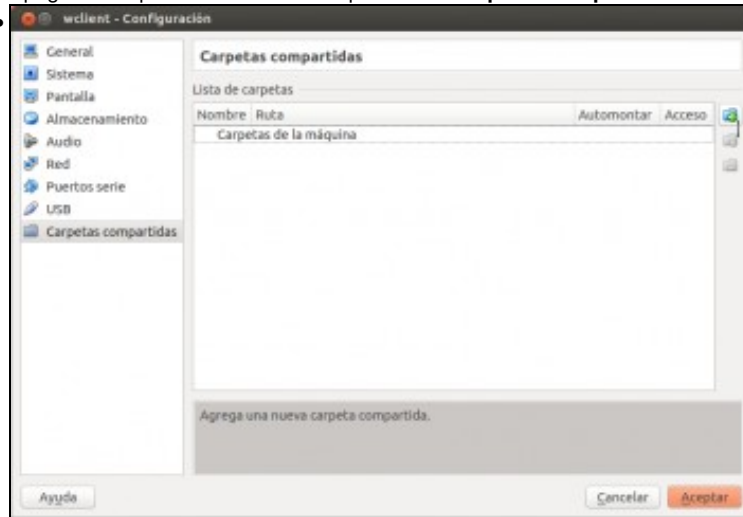 wclient - Configuración
General
Sistema
Pantalla
Almacenamiento
Audio
Red
Puertos serie
USB
Carpetas compartidas
Carpetas compartidas
Lista de carpetas
Nombre Ruta Automontar Acceso
Carpetas de la máquina
Agrega una nueva carpeta compartida.
Ayuda
Cancelar Aceptar